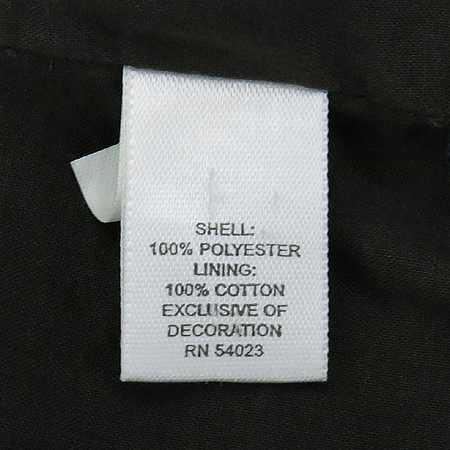 SHELL:
100% POLYESTER
LINING:
100% COTTON
EXCLUSIVE OF
DECORATION
RN 54023